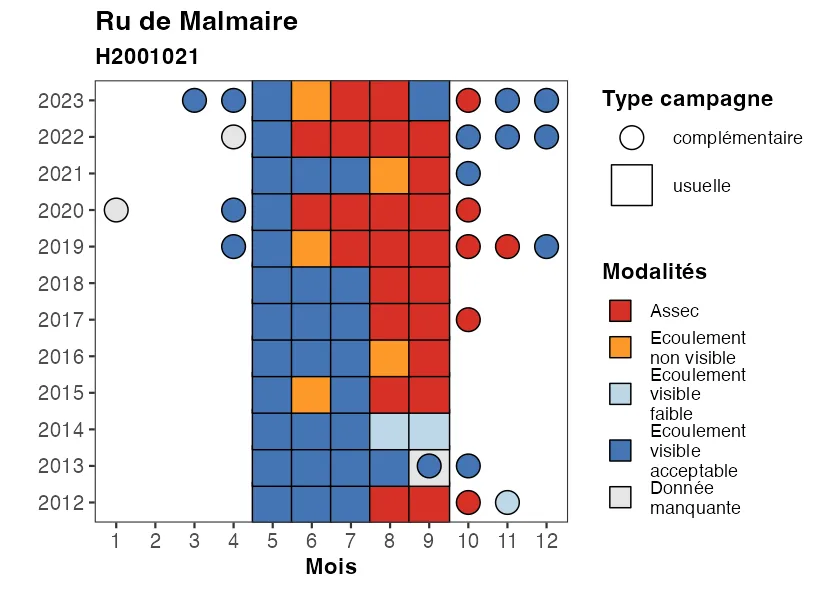 Ru de Malmaire
H2001021
2023
2022
2021
2020
2019
2018
2017
2016
2015
2014
2013
2012
1 2 3 4 5 6 7 8 9 10 11 12
Mois
Type campagne
complémentaire
usuelle
Modalités
Assec
Ecoulement
non visible
Ecoulement
visible
faible
Ecoulement
visible
acceptable
Donnée
manquante